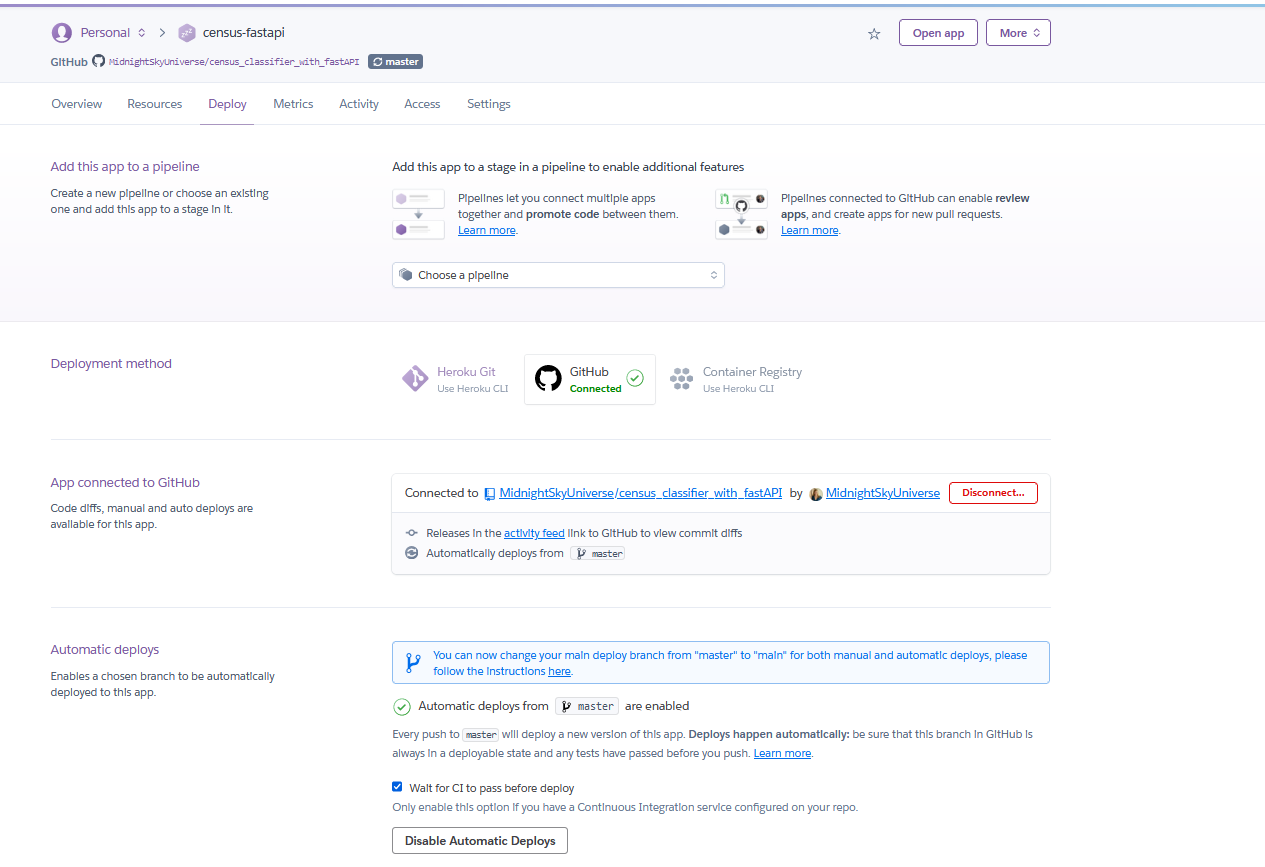 Personal census-fastapi Open app More
GitHub MidnightSkyUniverse/census_classifier_with_fastAPI master
Overview Resources Deploy Metrics Activity Access Settings
Add this app to a pipeline
Create a new pipeline or choose an existing
one and add this app to a stage in it.
Add this app to a stage in a pipeline to enable additional features
Pipelines let you connect multiple apps
together and promote code between them.
Learn more.
Pipelines connected to GitHub can enable review
apps, and create apps for new pull requests.
Learn more.
Choose a pipeline
Deployment method
Heroku Git
Use Heroku CLI
GitHub
Connected
Container Registry
Use Heroku CLI
App connected to GitHub
Code diffs, manual and auto deploys are
available for this app.
Connected to MidnightSkyUniverse/census_classifier_with_fastAPI by MidnightSkyUniverse Disconnect...
Releases in the activity feed link to GitHub to view commit diffs
Automatically deploys from master
Automatic deploys
Enables a chosen branch to be automatically
deployed to this app.
You can now change your main deploy branch from "master" to "main" for both manual and automatic deploys, please
follow the instructions here.
Automatic deploys from master are enabled
Every push to master will deploy a new version of this app. Deploys happen automatically: be sure that this branch in GitHub is
always in a deployable state and any tests have passed before you push. Learn more.
Wait for CI to pass before deploy
Only enable this option if you have a Continuous Integration service configured on your repo.
Disable Automatic Deploys